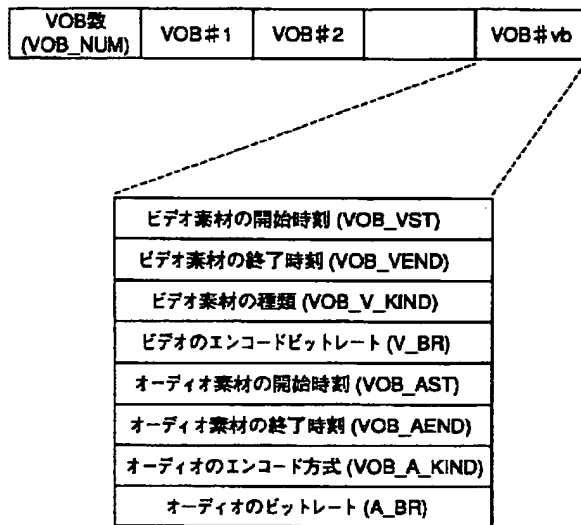 VOB数
(VOB_NUM)
VOB#1
VOB#2
VOB#vb
ビデオ素材の開始時刻 (VOB_VST)
ビデオ素材の終了時刻 (VOB_VEND)
ビデオ素材の種類 (VOB_V_KIND)
ビデオのエンコードビットレート (V_BR)
オーディオ素材の開始時刻 (VOB_AST)
オーディオ素材の終了時刻 (VOB_AEND)
オーディオのエンコード方式 (VOB_A_KIND)
オーディオのビットレート (A_BR)